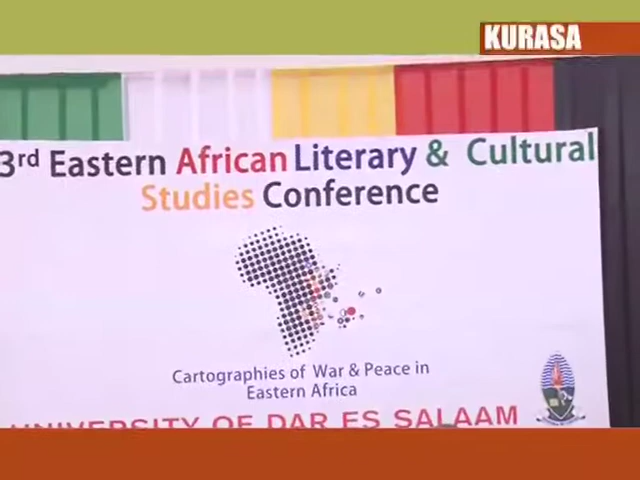 KURASA
3rd Eastern African Literary & Cultural
Studies Conference
Cartographies of War & Peace in
Eastern Africa
UNIVERSITY OF DAR ES SALAAM